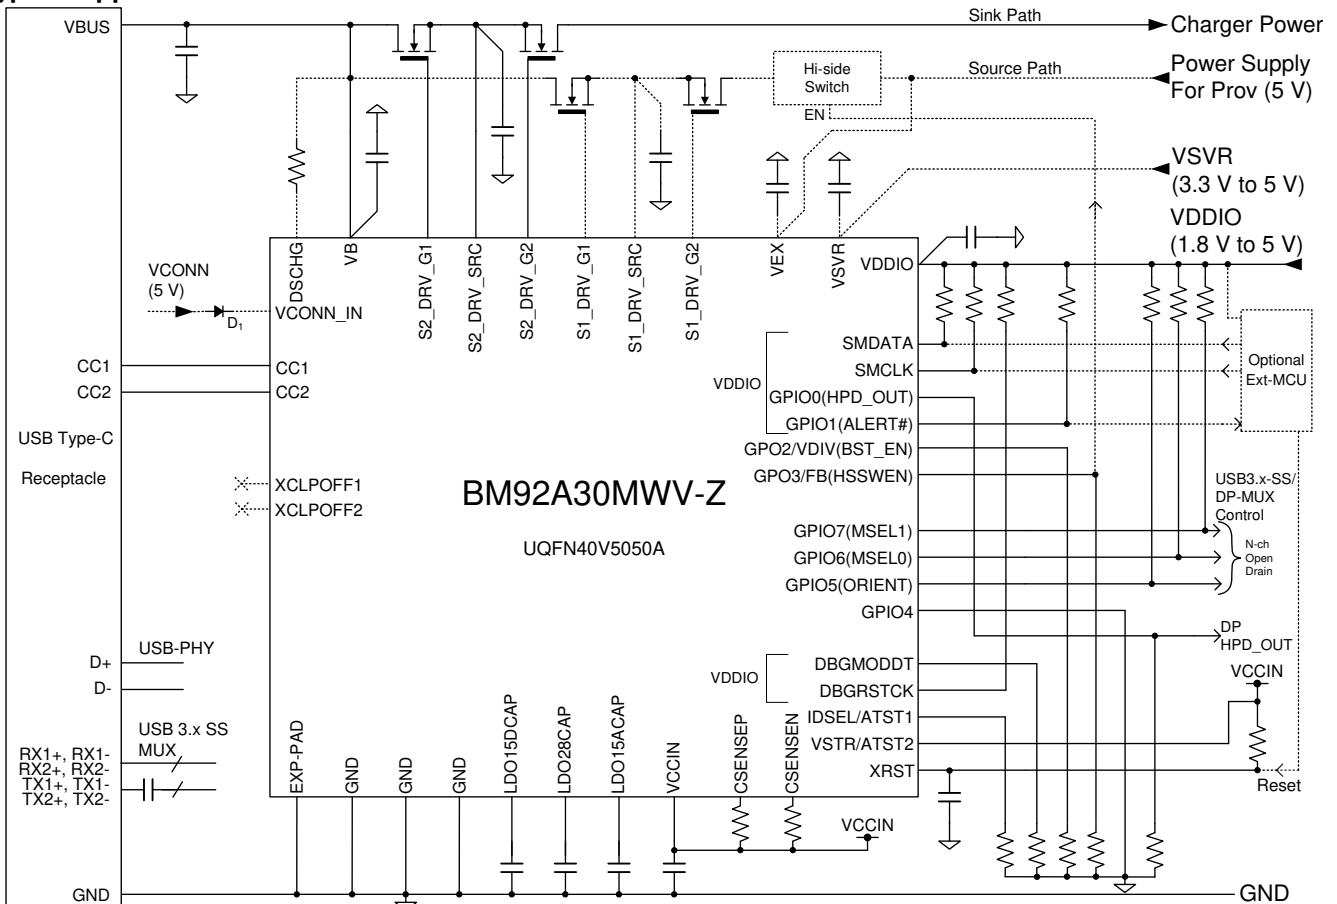 VBUS
Sink Path
Charger Power
Hi-side
Switch
EN
Source Path
Power Supply
For Prov (5 V)
VSVR
(3.3 V to 5 V)
VDDIO
(1.8 V to 5 V)
VCONN
(5 V)
D1
DSCHG
VB
S2_DRV_G1
S2_DRV_SRC
S2_DRV_G2
S1_DRV_G1
S1_DRV_SRC
S1_DRV_G2
VEX
VSVR
VDDIO
VCONN_IN
CC1
CC1
CC2
CC2
USB Type-C
Receptacle
XCLPOFF1
XCLPOFF2
BM92A30MWV-Z
UQFN40V5050A
VDDIO
SMDATA
SMCLK
GPIO0(HPD_OUT)
GPIO1(ALERT#)
GPO2/VDIV(BST_EN)
GPO3/FB(HSSWEN)
GPIO7(MSEL1)
GPIO6(MSEL0)
GPIO5(ORIENT)
GPIO4
VDDIO
DBGMODDT
DBGRSTCK
IDSEL/ATST1
VSTR/ATST2
XRST
Optional
Ext-MCU
USB3.x-SS/
DP-MUX
Control
N-ch
Open
Drain
DP
HPD_OUT
VCCIN
Reset
D+
USB-PHY
D-
USB 3.x SS
MUX
RX1+, RX1-
RX2+, RX2-
TX1+, TX1-
TX2+, TX2-
EXP-PAD
GND
GND
GND
LDO15DCAP
LDO28CAP
LDO15ACAP
VCCIN
CSENSEP
CSENSEN
VCCIN
GND
GND